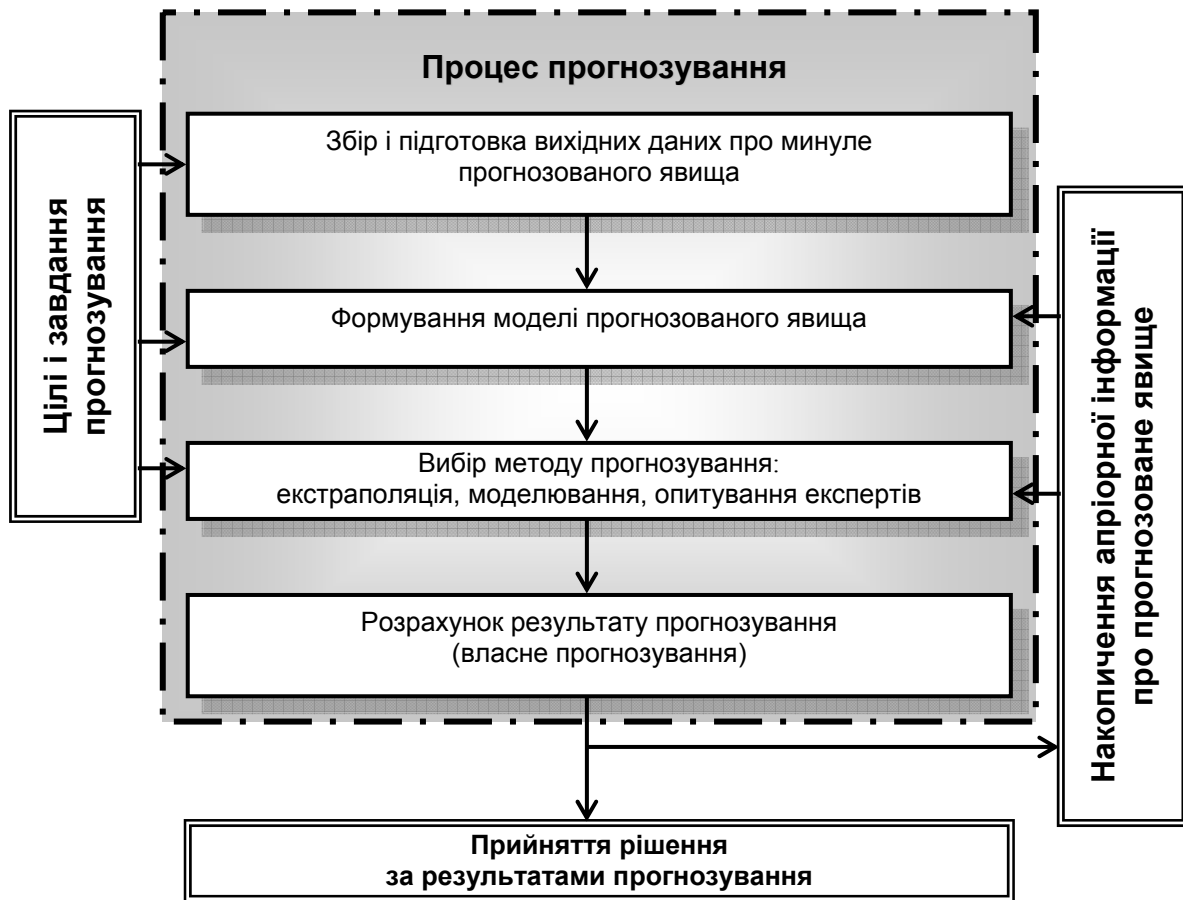 Процес прогнозування
Цілі і завдання
прогнозування
Збір і підготовка вихідних даних про минуле
прогнозованого явища
Формування моделі прогнозованого явища
Вибір методу прогнозування:
екстраполяція, моделювання, опитування експертів
Розрахунок результату прогнозування
(власне прогнозування)
Накопичення апріорної інформації
про прогнозоване явище
Прийняття рішення
за результатами прогнозування